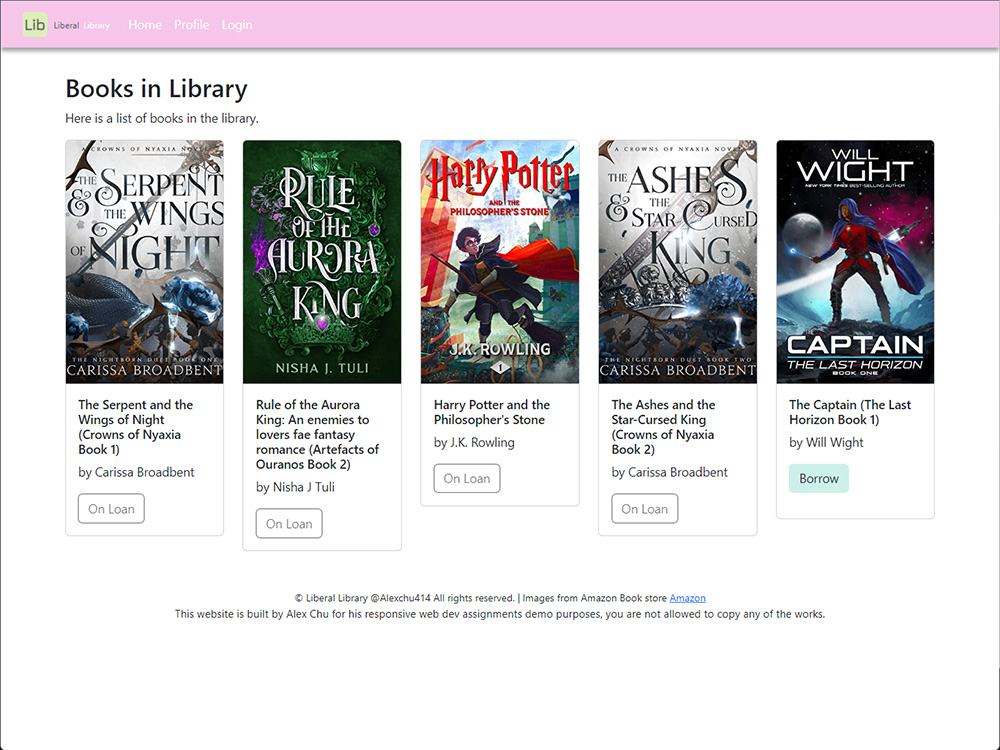 Lib Liberal Library Home Profile Login
Books in Library
Here is a list of books in the library.
A CROWNS OF NYAXIA NOVEL
THE SERPENT
& THE WINGS
OF NIGHT
THE NIGHTBORN DUET BOOK ONE
CARISSA BROADBENT
The Serpent and the
Wings of Night
(Crowns of Nyaxia
Book 1)
by Carissa Broadbent
On Loan
RULE
OF THE
AURORA
KING
NISHA J. TULI
Rule of the Aurora
King: An enemies to
lovers fae fantasy
romance (Artefacts of
Ouranos Book 2)
by Nisha J Tuli
On Loan
Harry Potter
AND THE
PHILOSOPHER'S STONE
J.K. ROWLING
1
Harry Potter and the
Philosopher's Stone
by J.K. Rowling
On Loan
A CROWNS OF NYAXIA NOVEL
THE ASHES
& THE
STAR-CURSED
KING
THE NIGHTBORN DUET BOOK TWO
CARISSA BROADBENT
The Ashes and the
Star-Cursed King
(Crowns of Nyaxia
Book 2)
by Carissa Broadbent
On Loan
WILL
WIGHT
NEW YORK TIMES BEST-SELLING AUTHOR
CAPTAIN
THE LAST HORIZON
BOOK ONE
The Captain (The Last
Horizon Book 1)
by Will Wight
Borrow
© Liberal Library @Alexchu414 All rights reserved. | Images from Amazon Book store Amazon
This website is built by Alex Chu for his responsive web dev assignments demo purposes, you are not allowed to copy any of the works.